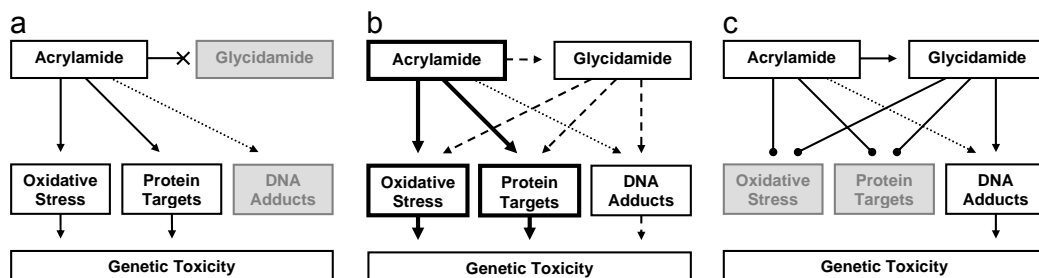 a
Acrylamide
Glycidamide
Oxidative
Stress
Protein
Targets
DNA
Adducts
Genetic Toxicity
b
Acrylamide
Glycidamide
Oxidative
Stress
Protein
Targets
DNA
Adducts
Genetic Toxicity
c
Acrylamide
Glycidamide
Oxidative
Stress
Protein
Targets
DNA
Adducts
Genetic Toxicity